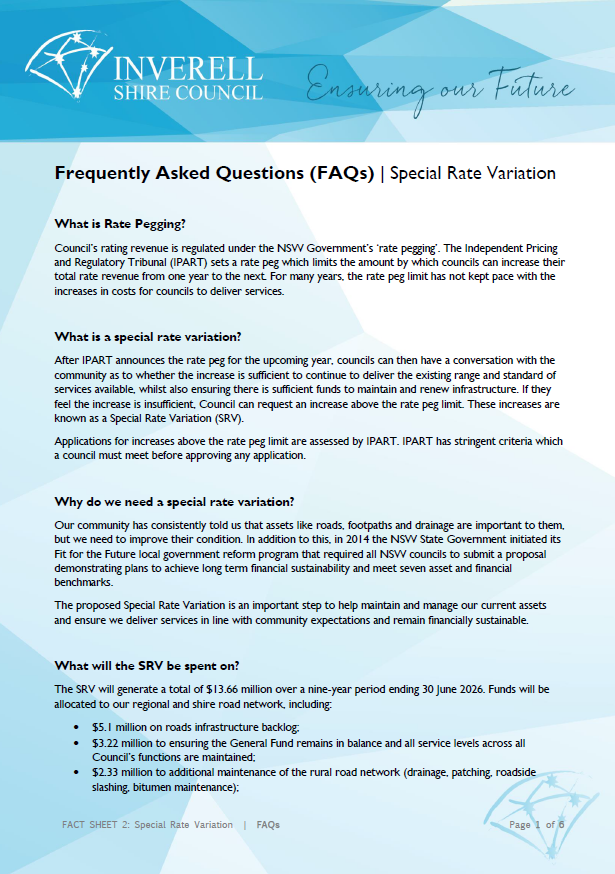 INVERELL
SHIRE COUNCIL
Ensuring our Future
Frequently Asked Questions (FAQs) | Special Rate Variation
What is Rate Pegging?
Council's rating revenue is regulated under the NSW Government's 'rate pegging'. The Independent Pricing
and Regulatory Tribunal (IPART) sets a rate peg which limits the amount by which councils can increase their
total rate revenue from one year to the next. For many years, the rate peg limit has not kept pace with the
increases in costs for councils to deliver services.
What is a special rate variation?
After IPART announces the rate peg for the upcoming year, councils can then have a conversation with the
community as to whether the increase is sufficient to continue to deliver the existing range and standard of
services available, whilst also ensuring there is sufficient funds to maintain and renew infrastructure. If they
feel the increase is insufficient, Council can request an increase above the rate peg limit. These increases are
known as a Special Rate Variation (SRV).
Applications for increases above the rate peg limit are assessed by IPART. IPART has stringent criteria which
a council must meet before approving any application.
Why do we need a special rate variation?
Our community has consistently told us that assets like roads, footpaths and drainage are important to them,
but we need to improve their condition. In addition to this, in 2014 the NSW State Government initiated its
Fit for the Future local government reform program that required all NSW councils to submit a proposal
demonstrating plans to achieve long term financial sustainability and meet seven asset and financial
benchmarks.
The proposed Special Rate Variation is an important step to help maintain and manage our current assets
and ensure we deliver services in line with community expectations and remain financially sustainable.
What will the SRV be spent on?
The SRV will generate a total of $13.66 million over a nine-year period ending 30 June 2026. Funds will be
allocated to our regional and shire road network, including:
• $5.1 million on roads infrastructure backlog;
• $3.22 million to ensuring the General Fund remains in balance and all service levels across all
Council's functions are maintained;
• $2.33 million to additional maintenance of the rural road network (drainage, patching, roadside
slashing, bitumen maintenance);
FACT SHEET 2: Special Rate Variation | FAQs
Page 1 of 6